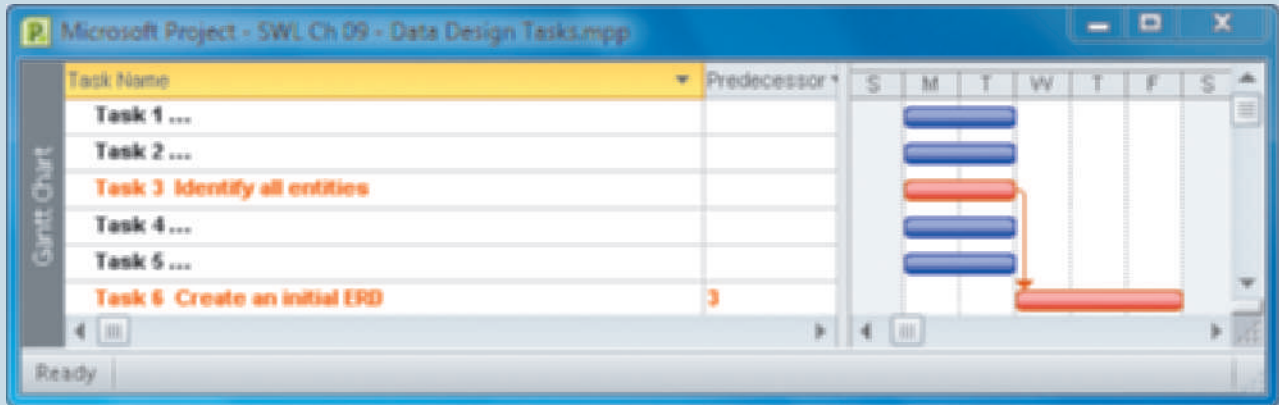 Microsoft Project - SWL Ch 09 - Data Design Tasks.mpp
Task Name Predecessor S M T W T F S
Task 1 ...
Task 2 ...
Task 3 Identify all entities
Task 4 ...
Task 5 ...
Task 6 Create an initial ERD 3
Gantt Chart
Ready